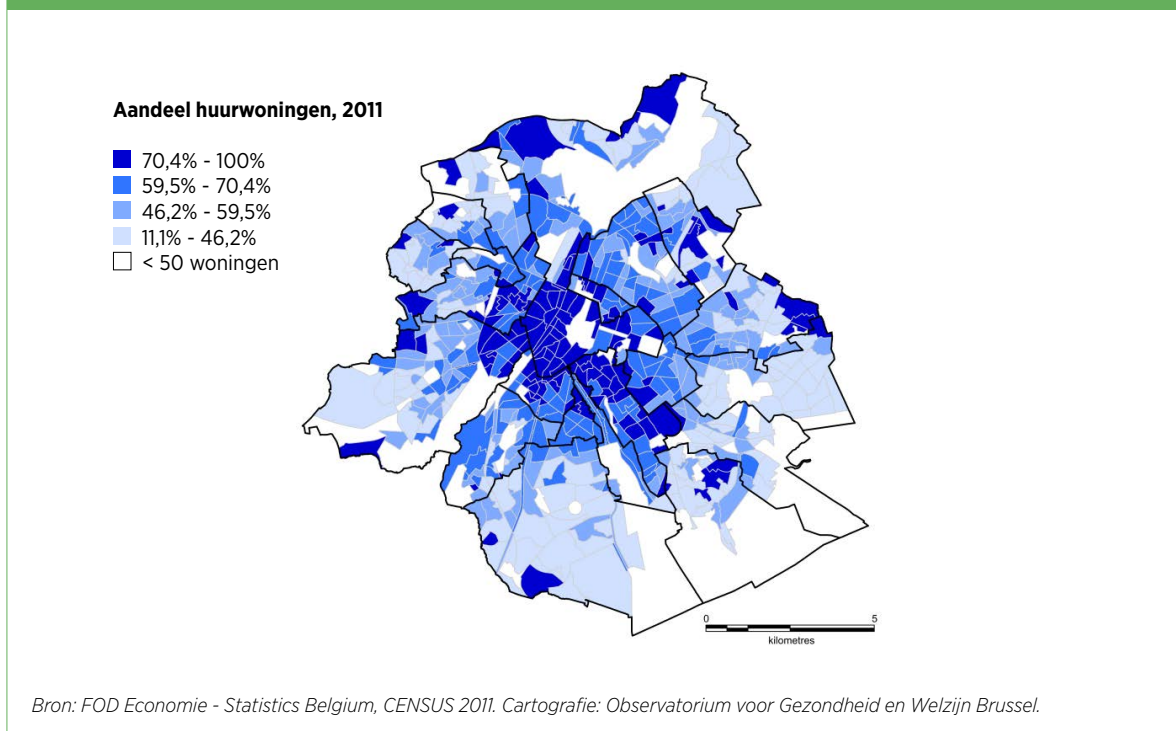 Aandeel huurwoningen, 2011
70,4% - 100%
59,5% - 70,4%
46,2% - 59,5%
11,1% - 46,2%
< 50 woningen
0 5
kilometres
Bron: FOD Economie - Statistics Belgium, CENSUS 2011. Cartografie: Observatorium voor Gezondheid en Welzijn Brussel.